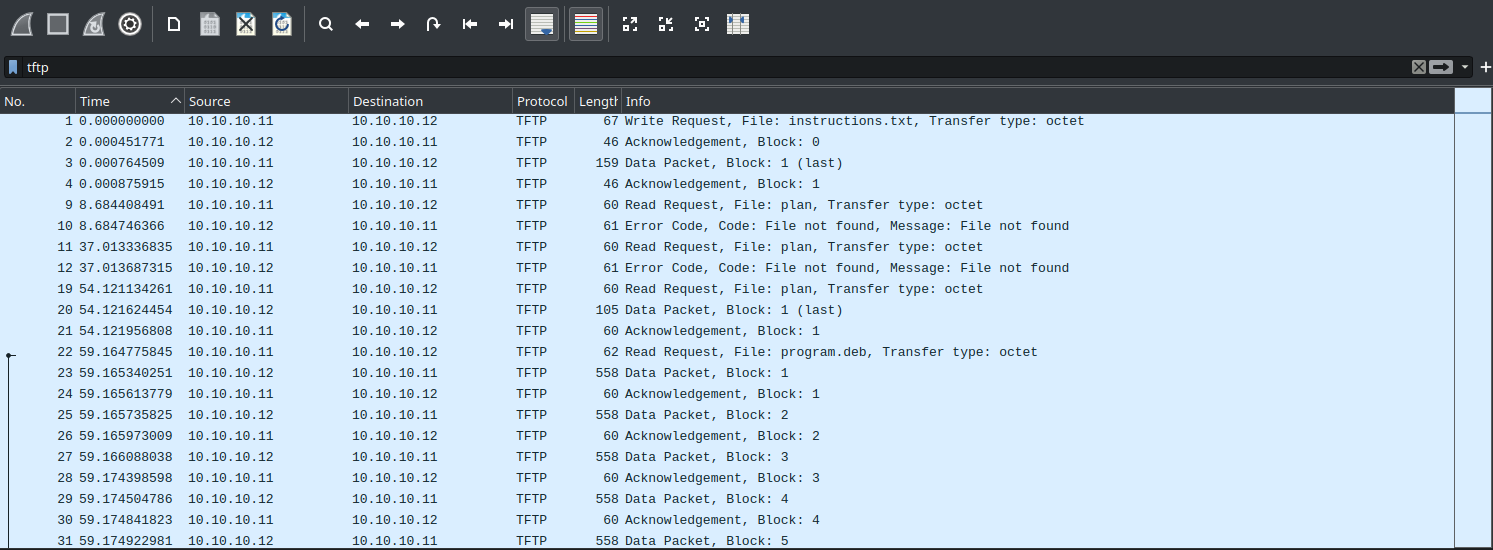 tftp
No. Time Source Destination Protocol Length Info
1 0.000000000 10.10.10.11 10.10.10.12 TFTP 67 Write Request, File: instructions.txt, Transfer type: octet
2 0.000451771 10.10.10.12 10.10.10.11 TFTP 46 Acknowledgement, Block: 0
3 0.000764509 10.10.10.11 10.10.10.12 TFTP 159 Data Packet, Block: 1 (last)
4 0.000875915 10.10.10.12 10.10.10.11 TFTP 46 Acknowledgement, Block: 1
9 8.684408491 10.10.10.11 10.10.10.12 TFTP 60 Read Request, File: plan, Transfer type: octet
10 8.684746366 10.10.10.12 10.10.10.11 TFTP 61 Error Code, Code: File not found, Message: File not found
11 37.013336835 10.10.10.11 10.10.10.12 TFTP 60 Read Request, File: plan, Transfer type: octet
12 37.013687315 10.10.10.12 10.10.10.11 TFTP 61 Error Code, Code: File not found, Message: File not found
19 54.121134261 10.10.10.11 10.10.10.12 TFTP 60 Read Request, File: plan, Transfer type: octet
20 54.121624454 10.10.10.12 10.10.10.11 TFTP 105 Data Packet, Block: 1 (last)
21 54.121956808 10.10.10.11 10.10.10.12 TFTP 60 Acknowledgement, Block: 1
22 59.164775845 10.10.10.11 10.10.10.12 TFTP 62 Read Request, File: program.deb, Transfer type: octet
23 59.165340251 10.10.10.12 10.10.10.11 TFTP 558 Data Packet, Block: 1
24 59.165613779 10.10.10.11 10.10.10.12 TFTP 60 Acknowledgement, Block: 1
25 59.165735825 10.10.10.12 10.10.10.11 TFTP 558 Data Packet, Block: 2
26 59.165973009 10.10.10.11 10.10.10.12 TFTP 60 Acknowledgement, Block: 2
27 59.166088038 10.10.10.12 10.10.10.11 TFTP 558 Data Packet, Block: 3
28 59.174398598 10.10.10.11 10.10.10.12 TFTP 60 Acknowledgement, Block: 3
29 59.174504786 10.10.10.12 10.10.10.11 TFTP 558 Data Packet, Block: 4
30 59.174841823 10.10.10.11 10.10.10.12 TFTP 60 Acknowledgement, Block: 4
31 59.174922981 10.10.10.12 10.10.10.11 TFTP 558 Data Packet, Block: 5